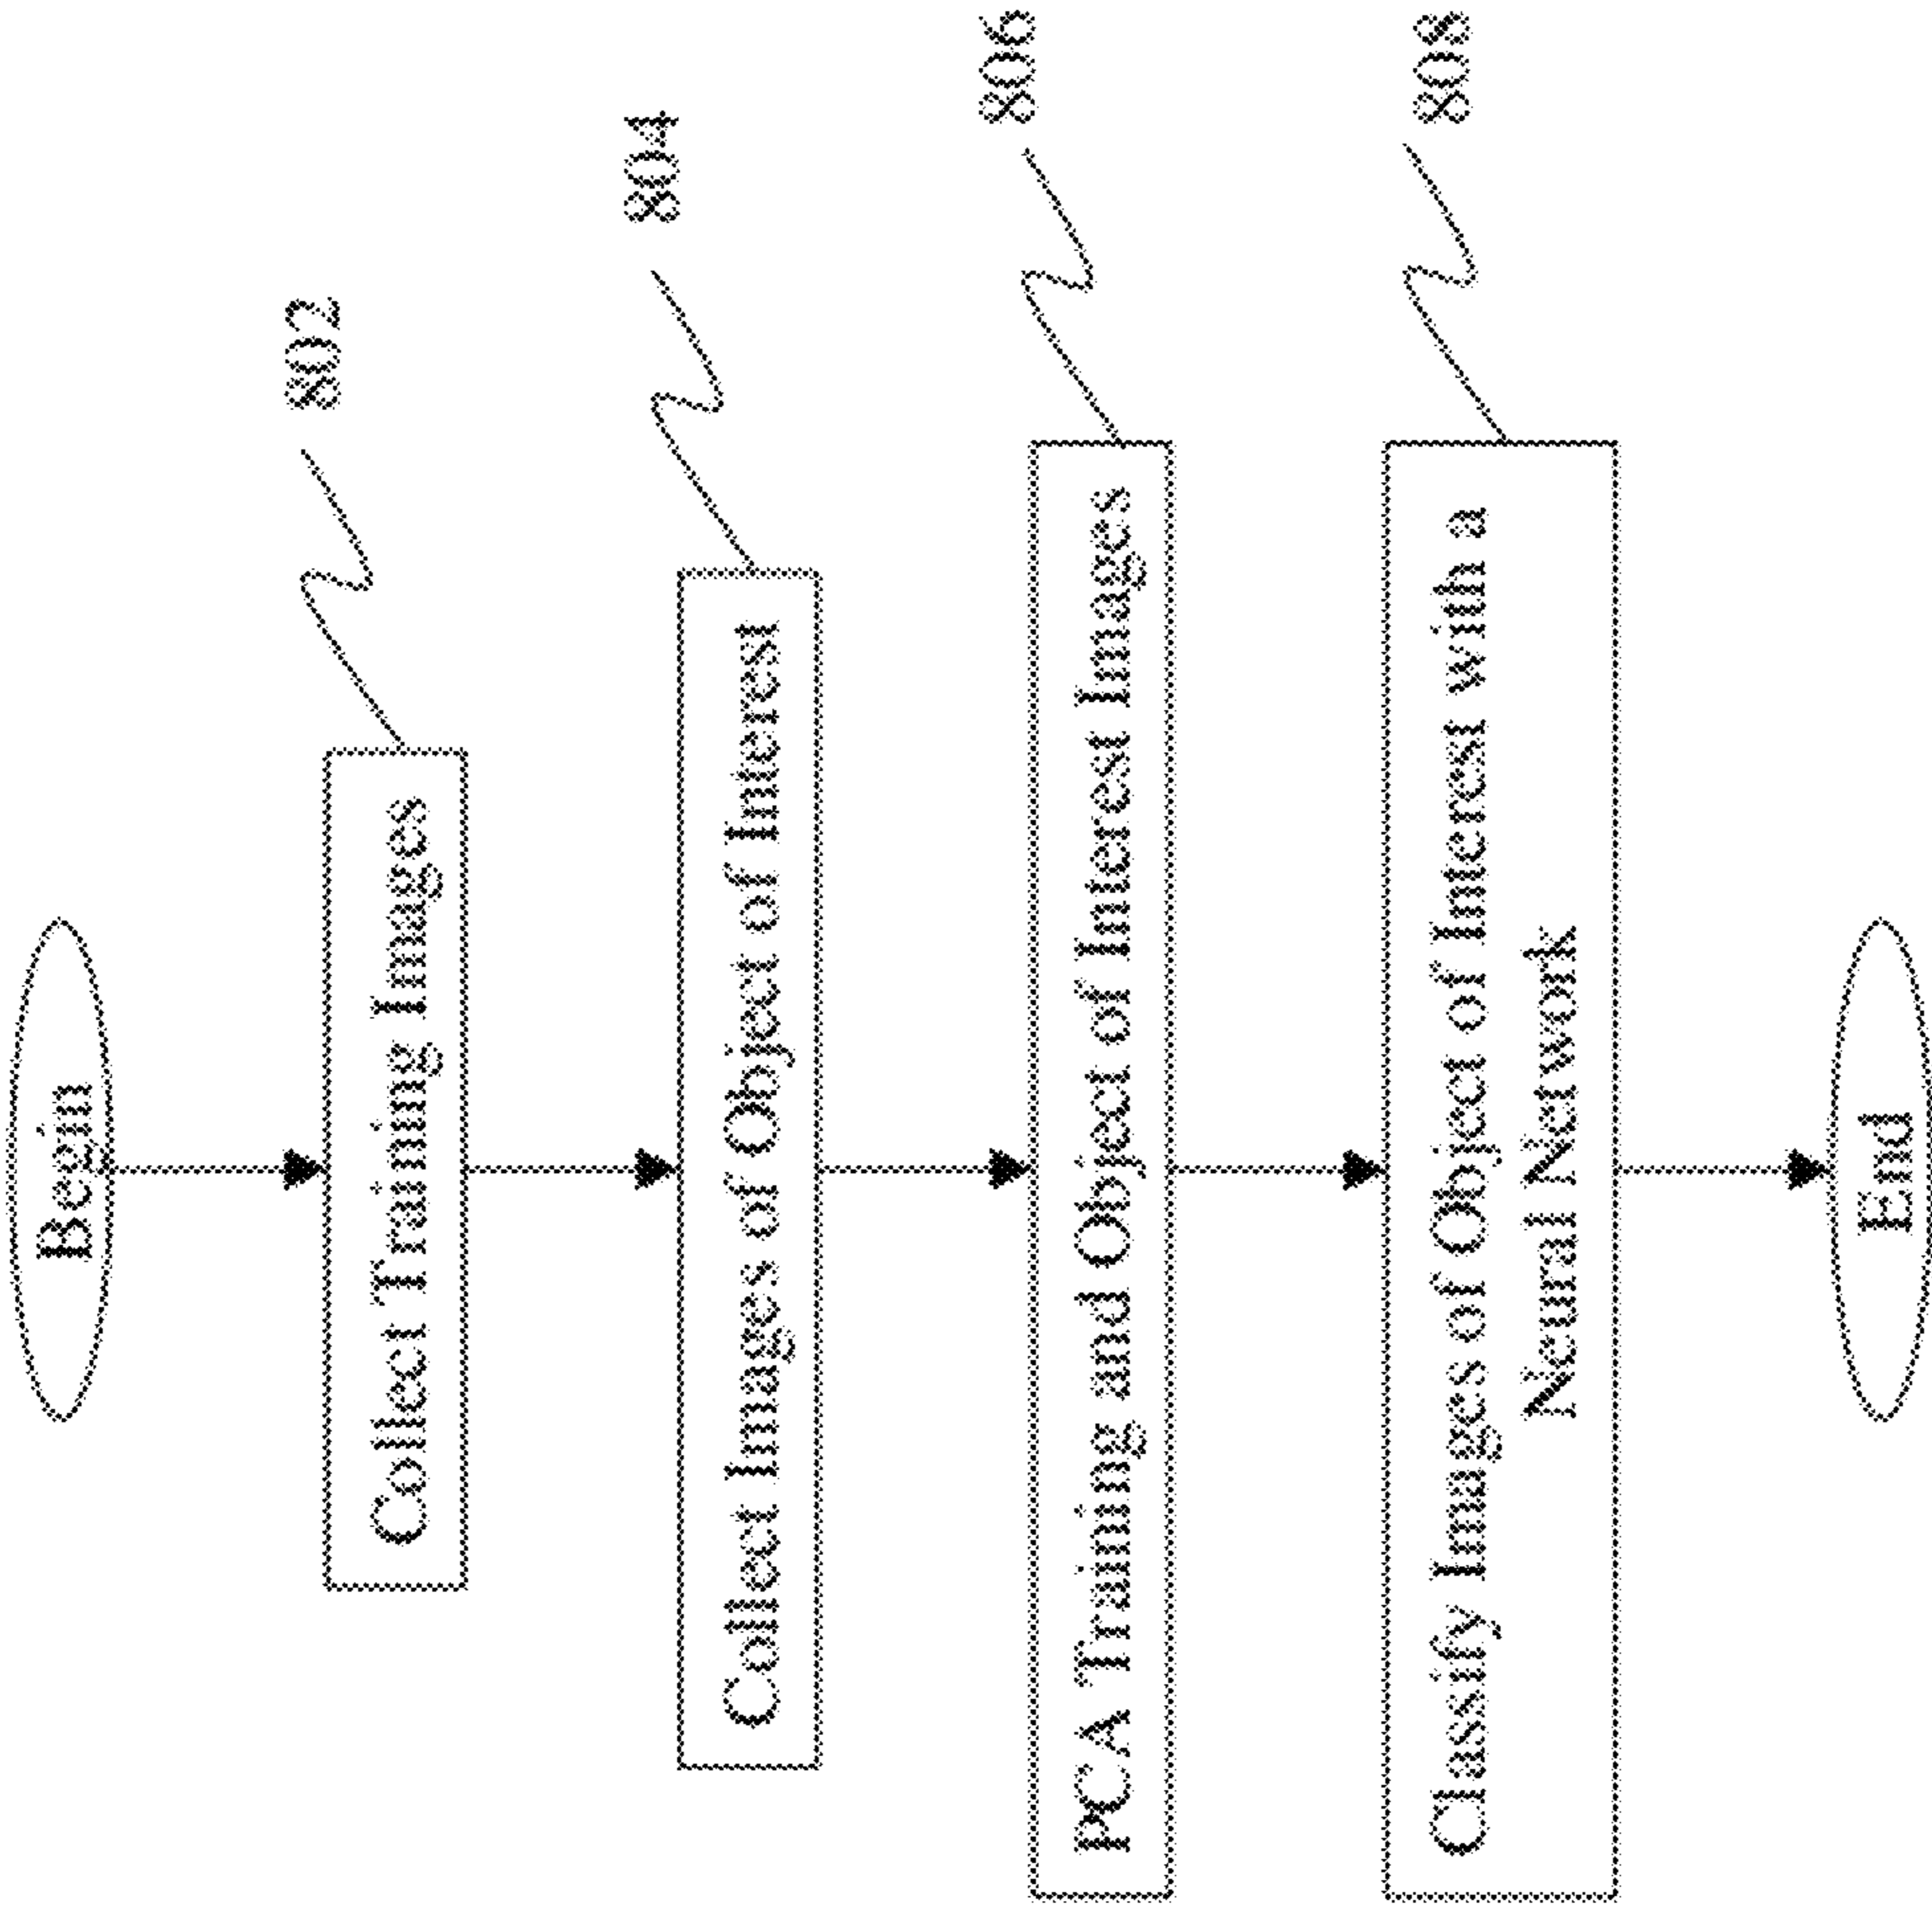 Begin
Collect Training Images
802
Collect Images of Object of Interest
804
PCA Training and Object of Interest Images
806
Classify Images of Object of Interest with a
Neural Network
808
End